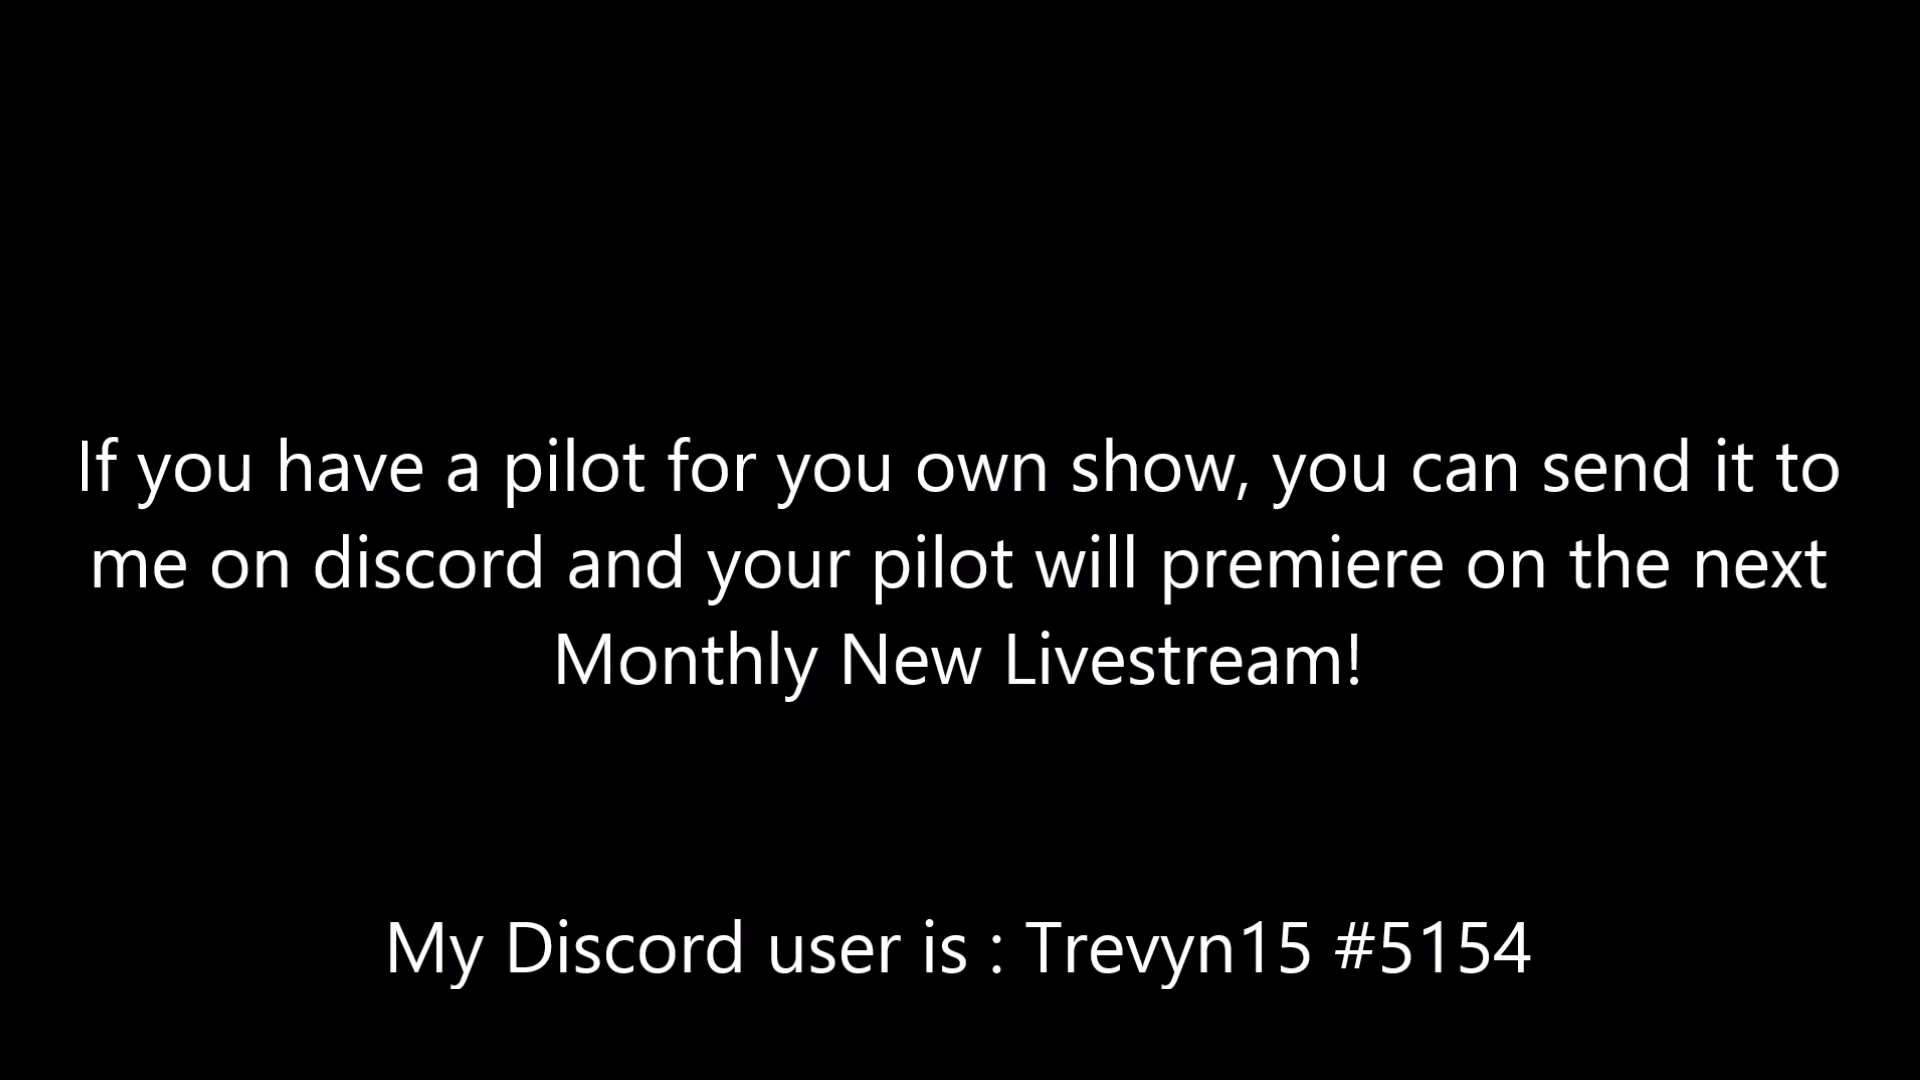 If you have a pilot for you own show, you can send it to
me on discord and your pilot will premiere on the next
Monthly New Livestream!
My Discord user is : Trevyn15 #5154